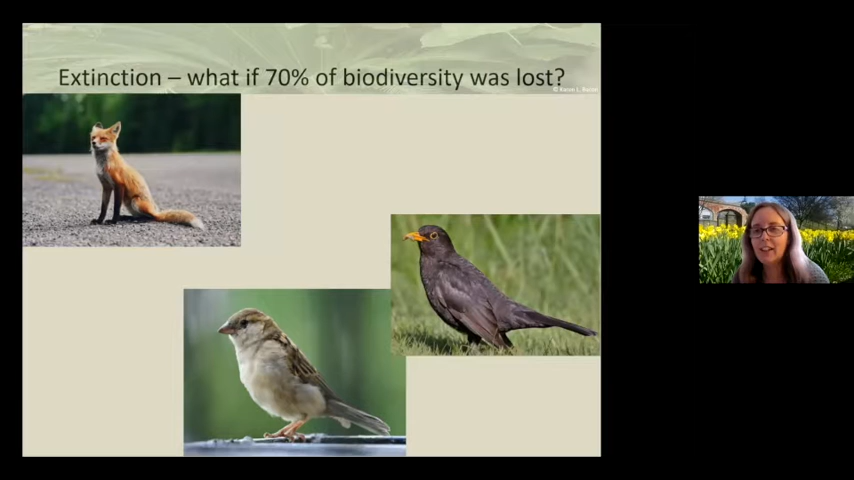 Extinction – what if 70% of biodiversity was lost?